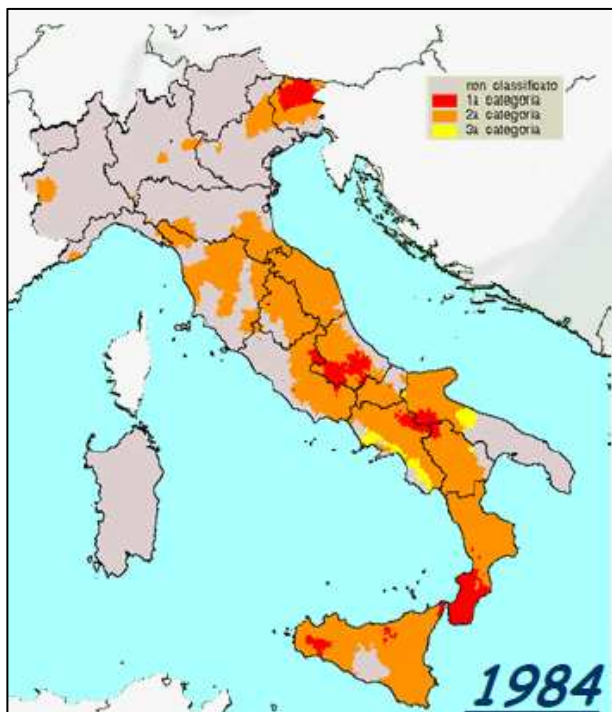 non classificato
1a categoria
2a categoria
3a categoria
1984